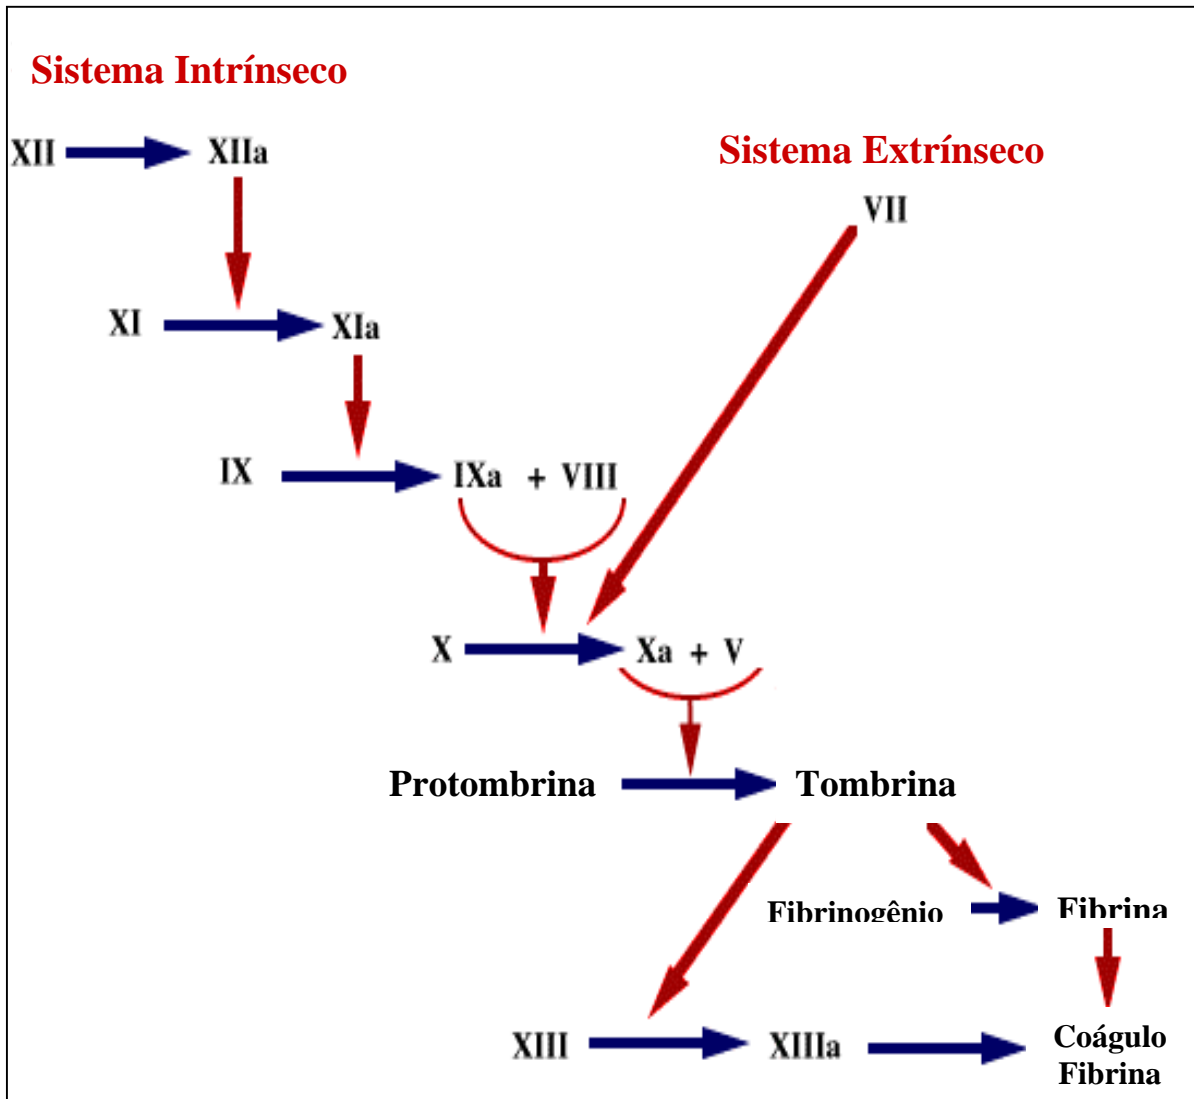 Sistema Intrínseco
XII XIIa
Sistema Extrínseco
VII
XI XIa
IX IXa + VIII
X Xa + V
Protombrina Tombrina
Fibrinogênio Fibrina
XIII XIIIa Coágulo
Fibrina